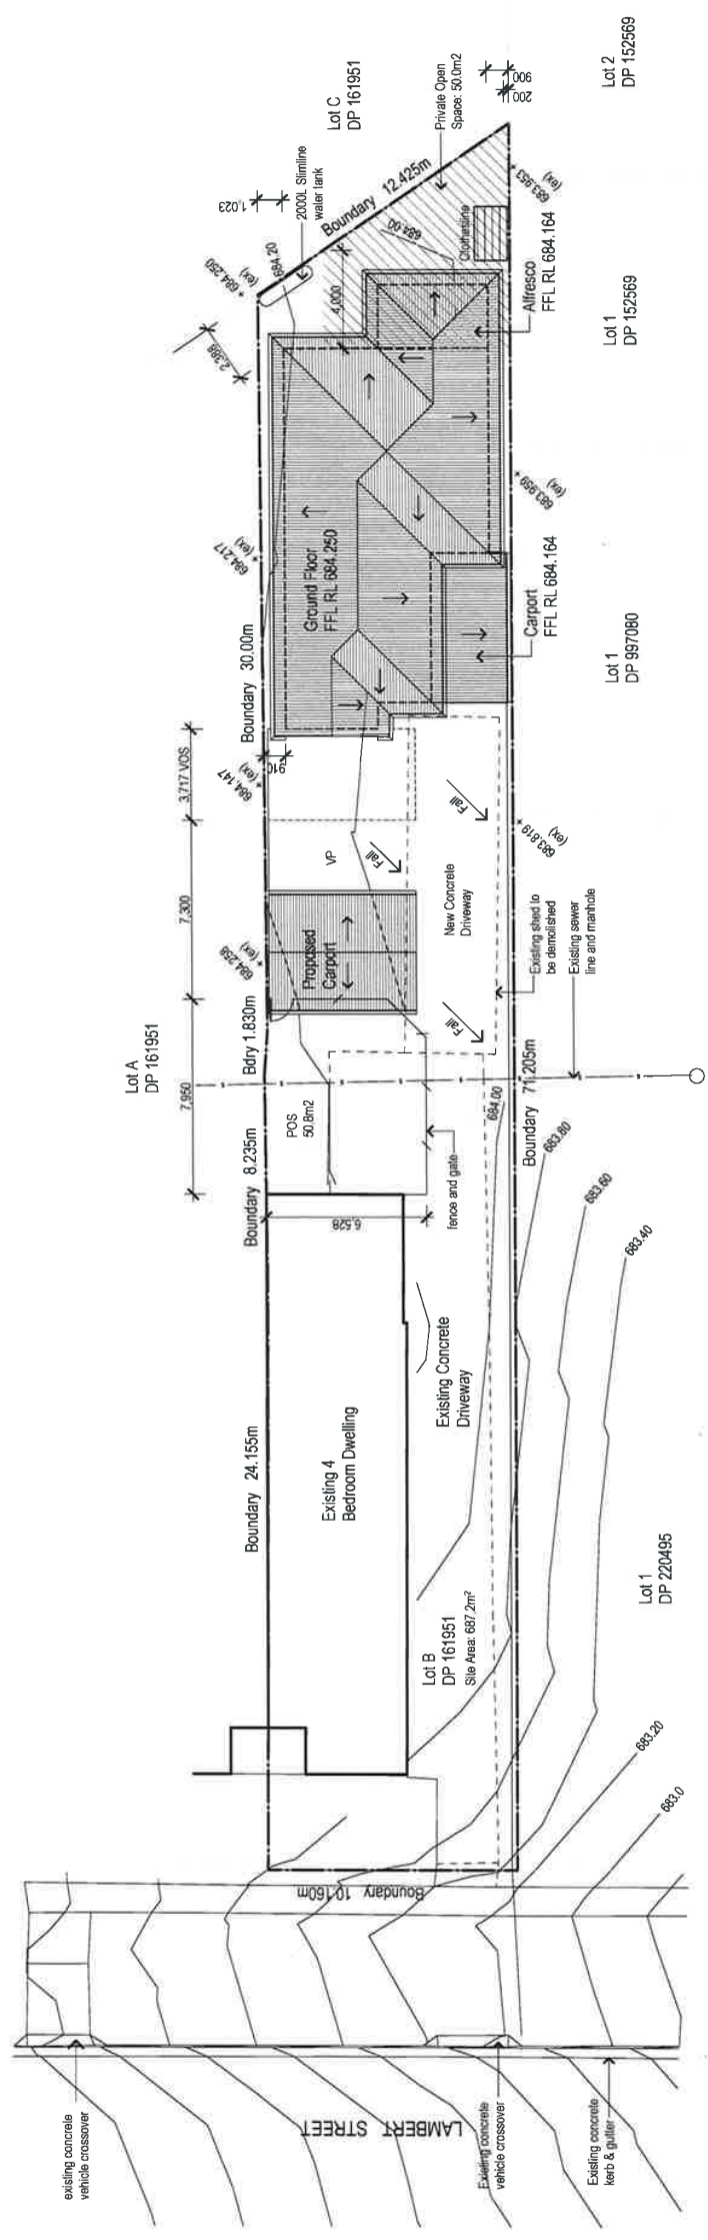 Lot C
DP 161951
Private Open
Space: 50.0m2
Lot 2
DP 152569
900
200
1,023
2000L Slimline
water tank
Boundary 12.425m
683.953
(ex)
684.250
(ex)
684.20
684.00
Clothesline
4,000
2,388
Alfresco
FFL RL 684.164
Lot 1
DP 152569
683.959
(ex)
684.217
(ex)
Ground Floor
FFL RL 684.250
Carport
FFL RL 684.164
Lot 1
DP 997080
Boundary 30.00m
3,717 VOS
684.147
(ex)
910
683.819
(ex)
VP
Fall
Fall
New Concrete
Driveway
7,300
684.258
(ex)
Proposed
Carport
Fall
Existing shed to
be demolished
Existing sewer
line and manhole
Lot A
DP 161951
Bdry 1.830m
7,950
POS
50.8m2
684.00
Boundary 71.205m
683.80
Boundary 8.235m
6,528
fence and gate
683.60
683.40
Existing Concrete
Driveway
Boundary 24.155m
Existing 4
Bedroom Dwelling
Lot B
DP 161951
Site Area: 687.2m²
Lot 1
DP 220495
683.20
683.0
Boundary 10.160m
existing concrete
vehicle crossover
LAMBERT STREET
Existing concrete
vehicle crossover
Existing concrete
kerb & gutter